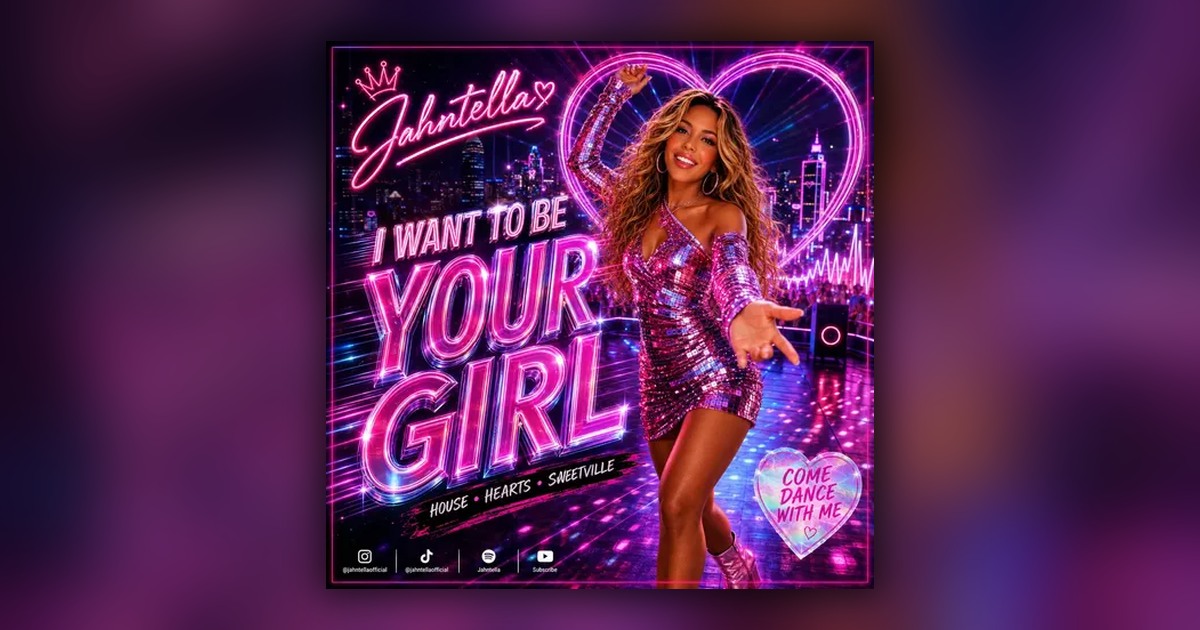 Jahntella
I WANT TO BE
YOUR
GIRL
HOUSE • HEARTS • SWEETVILLE
COME
DANCE
WITH ME
@jahntellaofficial
@jahntellaofficial
Jahntella
Subscribe